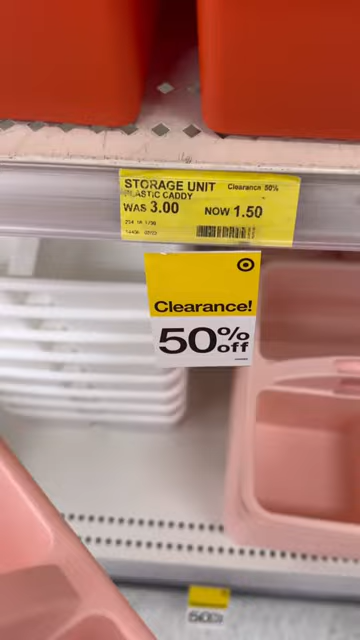 STORAGE UNIT Clearance 50%
PLASTIC CADDY
WAS 3.00 NOW 1.50
Clearance!
50% off